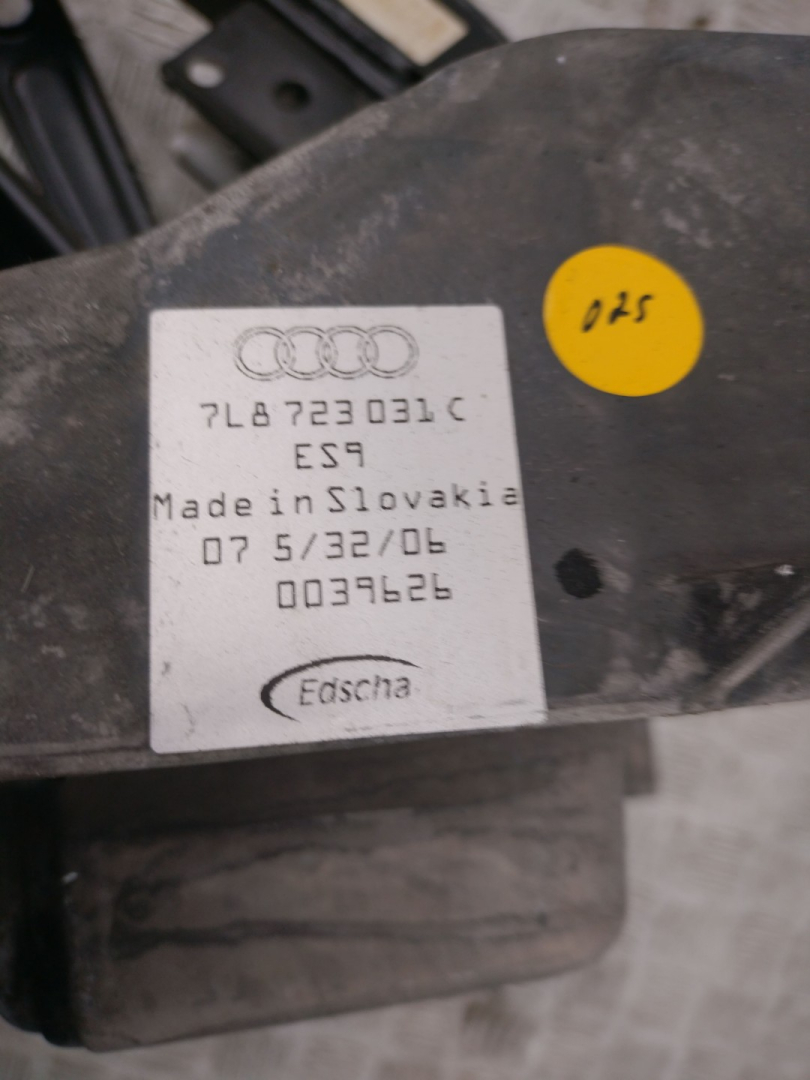 025
7L8 723 031 C
ES9
Made in Slovakia
07 5/32/06
0039626
Edscha